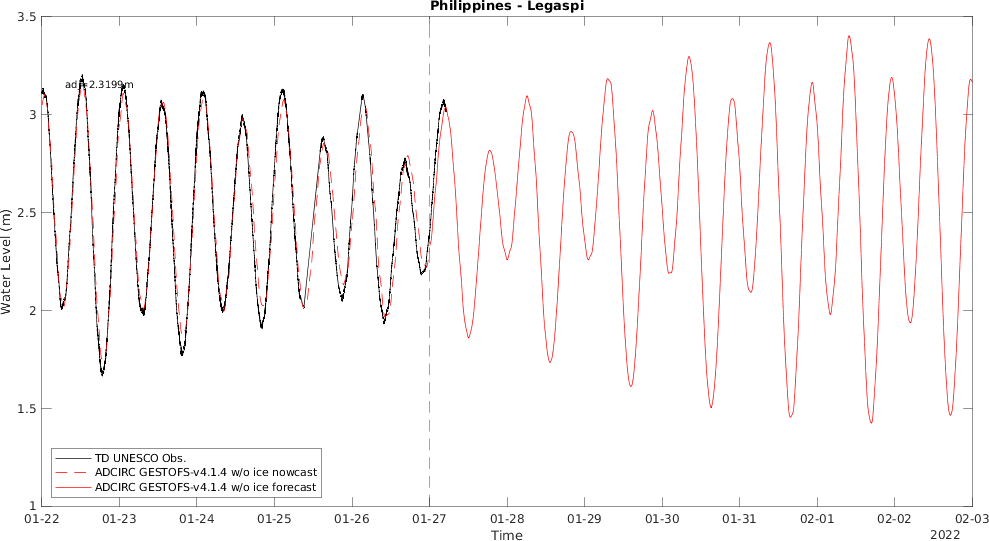 Philippines - Legaspi
3.5
3
2.5
2
1.5
1
Water Level (m)
adj=2.3199m
TD UNESCO Obs.
ADCIRC GESTOFS-v4.1.4 w/o ice nowcast
ADCIRC GESTOFS-v4.1.4 w/o ice forecast
01-22 01-23 01-24 01-25 01-26 01-27 01-28 01-29 01-30 01-31 02-01 02-02 02-03
Time
2022